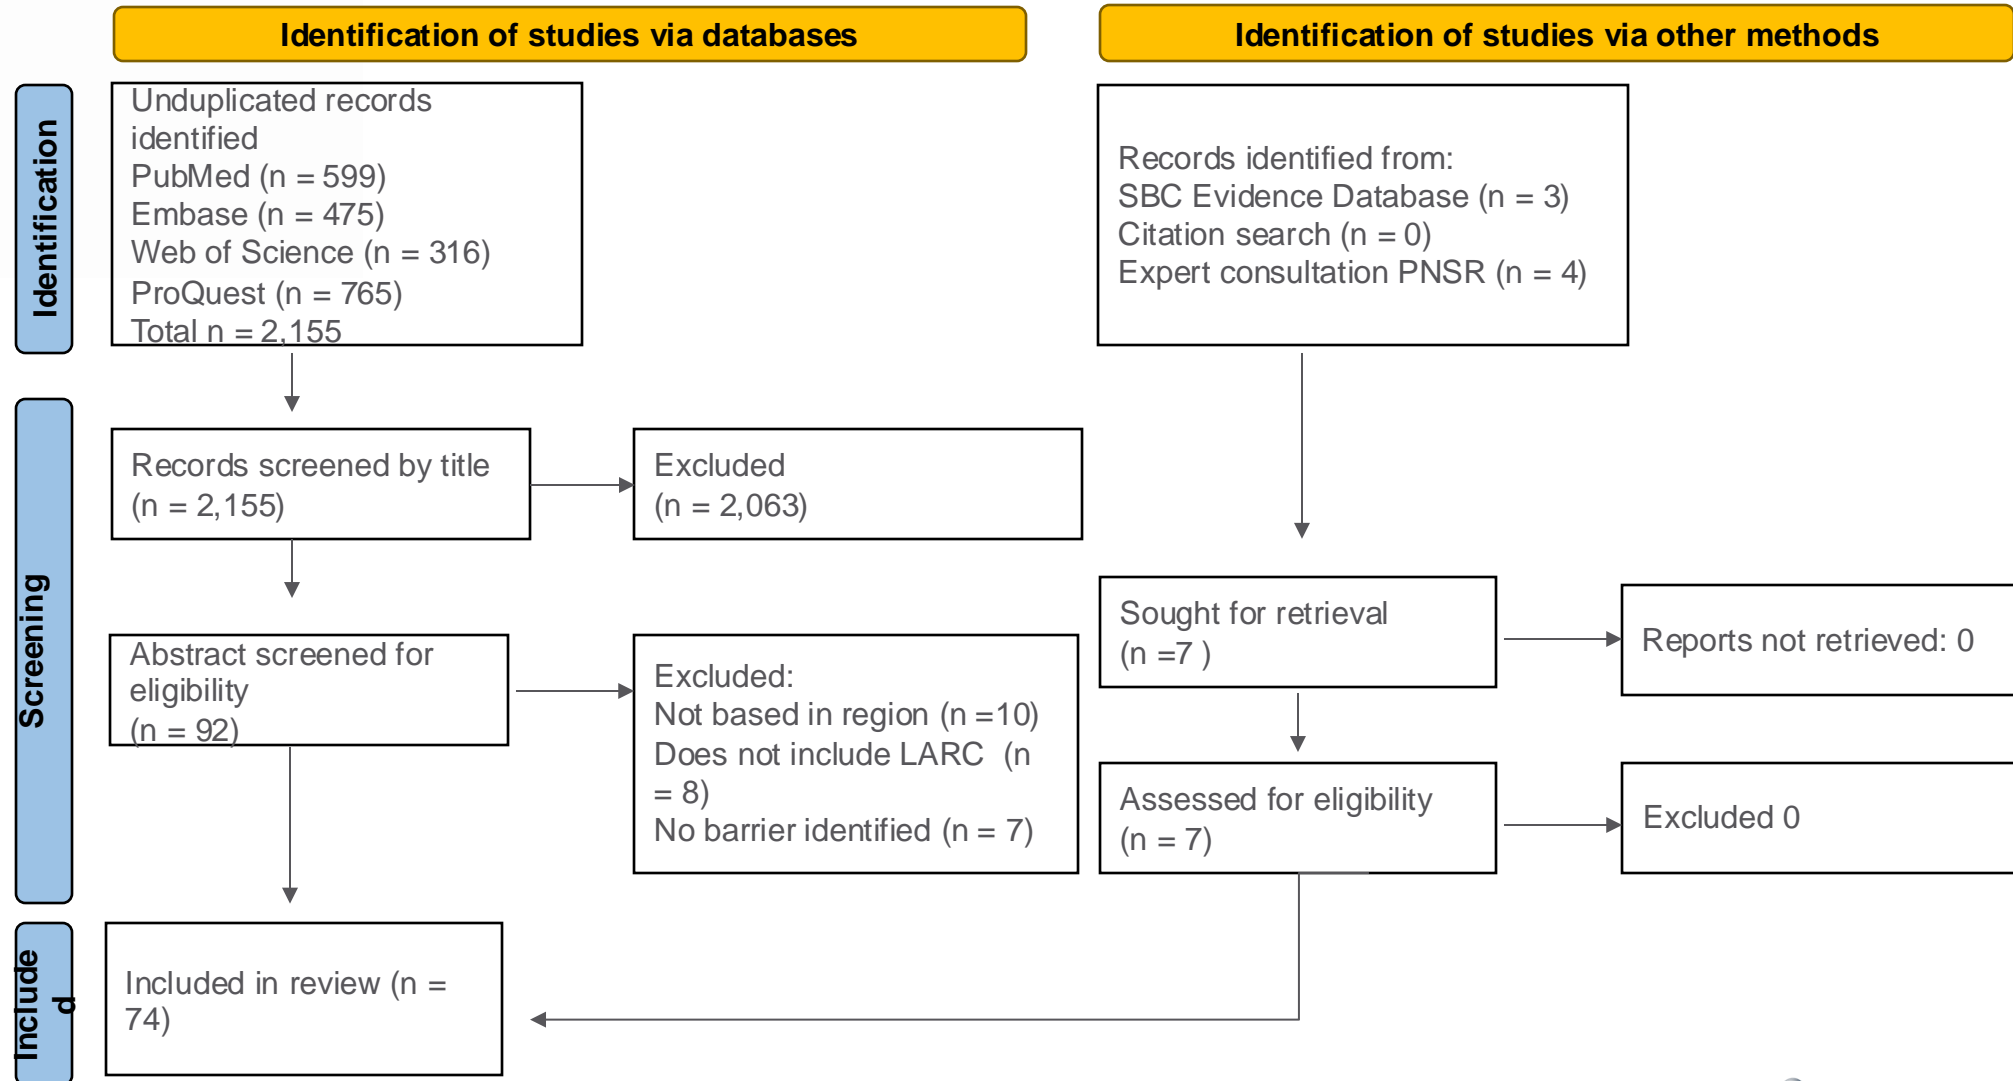 Identification of studies via databases
Identification of studies via other methods
Identification
Unduplicated records
identified
PubMed (n = 599)
Embase (n = 475)
Web of Science (n = 316)
ProQuest (n = 765)
Total n = 2,155
Records identified from:
SBC Evidence Database (n = 3)
Citation search (n = 0)
Expert consultation PNSR (n = 4)
Screening
Records screened by title
(n = 2,155)
Excluded
(n = 2,063)
Abstract screened for
eligibility
(n = 92)
Excluded:
Not based in region (n =10)
Does not include LARC  (n
= 8)
No barrier identified (n = 7)
Sought for retrieval
(n =7 )
Reports not retrieved: 0
Assessed for eligibility
(n = 7)
Excluded 0
Include
d
Included in review (n =
74)